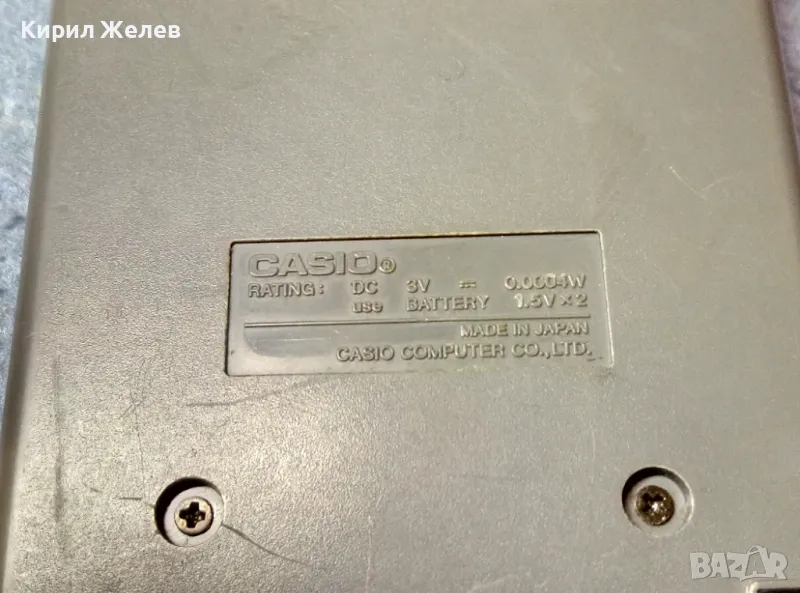 Кирил Желев
CASIO®
RATING: DC 3V ⎓ 0.0004W
use BATTERY 1.5V×2
MADE IN JAPAN
CASIO COMPUTER CO.,LTD.
BAZAR